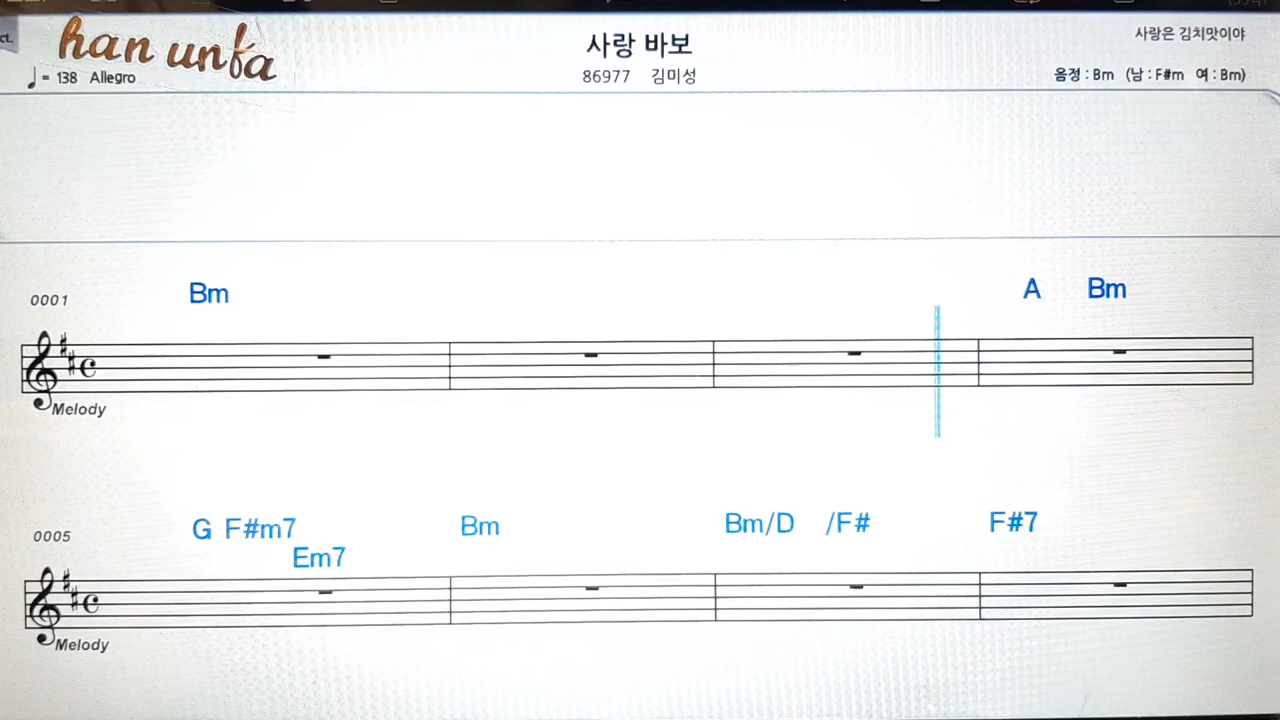 ct.
han unfa
♩= 138 Allegro
사랑 바보
86977 김미성
사랑은 김치맛이야
음정 : Bm (남 : F#m 여 : Bm)
0001
Bm
A Bm
Melody
0005
G F#m7
Em7
Bm
Bm/D /F#
F#7
Melody